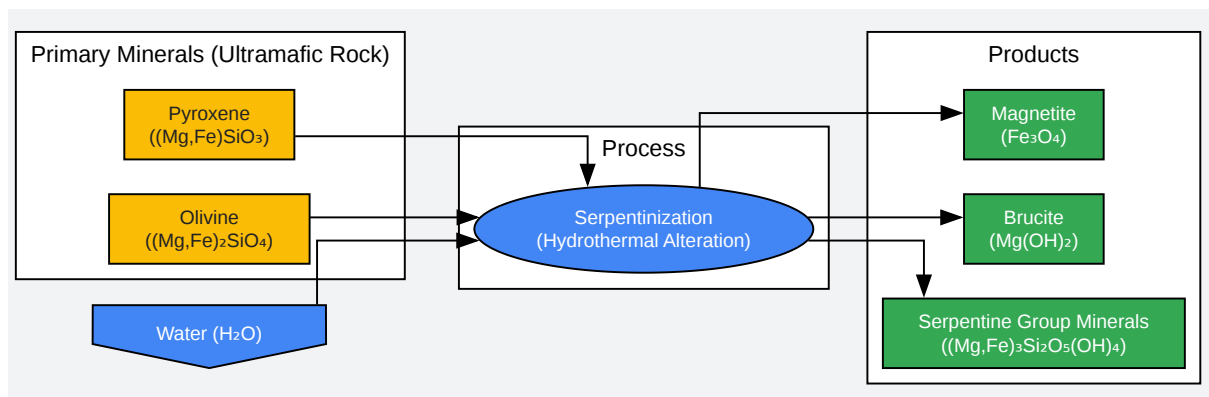 Primary Minerals (Ultramafic Rock)
Pyroxene
((Mg,Fe)SiO₃)
Olivine
((Mg,Fe)₂SiO₄)
Water (H₂O)
Process
Serpentinization
(Hydrothermal Alteration)
Products
Magnetite
(Fe₃O₄)
Brucite
(Mg(OH)₂)
Serpentine Group Minerals
((Mg,Fe)₃Si₂O₅(OH)₄)